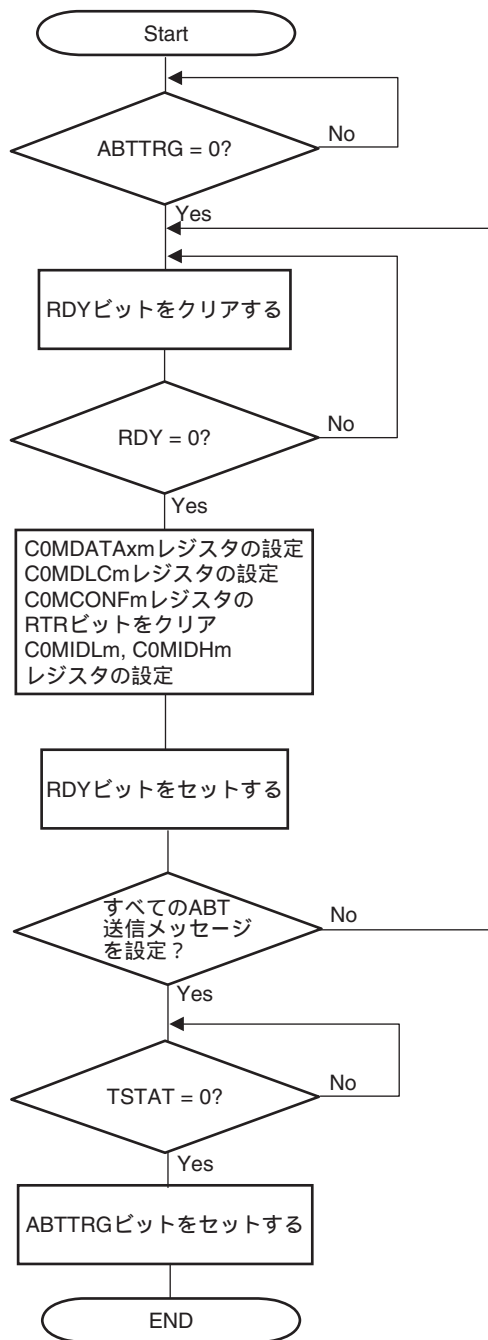 Start
ABTTRG = 0?
No
Yes
RDYビットをクリアする
RDY = 0?
No
Yes
C0MDATAxmレジスタの設定
C0MDLCmレジスタの設定
C0MCONFmレジスタの
RTRビットをクリア
C0MIDLm, C0MIDHm
レジスタの設定
RDYビットをセットする
すべてのABT
送信メッセージ
を設定？
No
Yes
TSTAT = 0?
No
Yes
ABTTRGビットをセットする
END